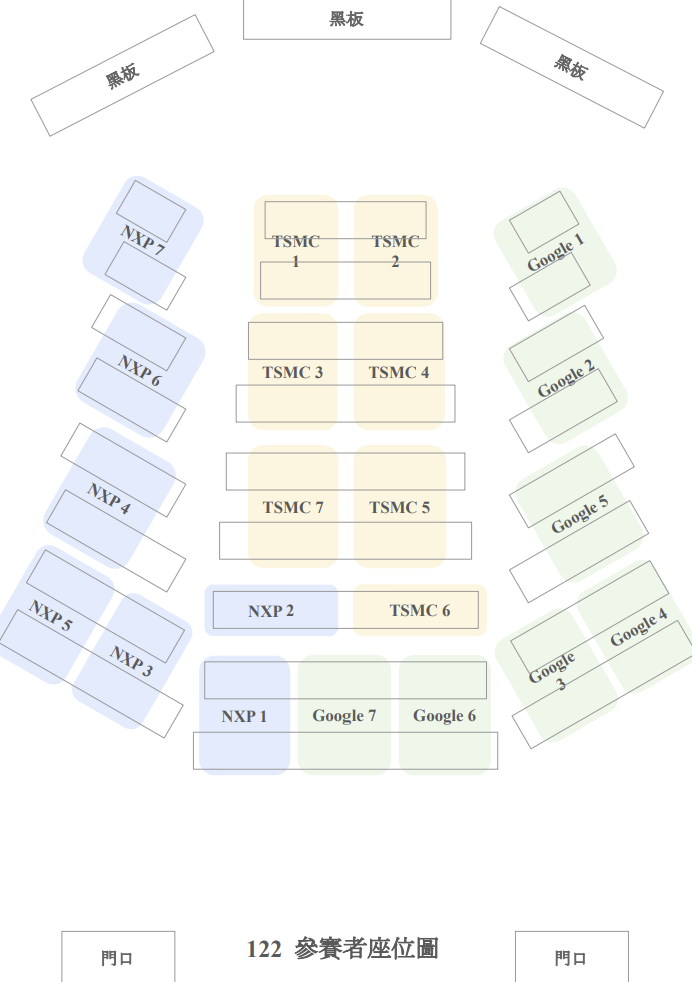 黑板
黑板
黑板
NXP 7
TSMC
1
TSMC
2
Google 1
NXP 6
TSMC 3
TSMC 4
Google 2
NXP 4
TSMC 7
TSMC 5
Google 5
NXP 5
NXP 3
NXP 2
TSMC 6
Google
3
Google 4
NXP 1
Google 7
Google 6
門口
122 參賽者座位圖
門口